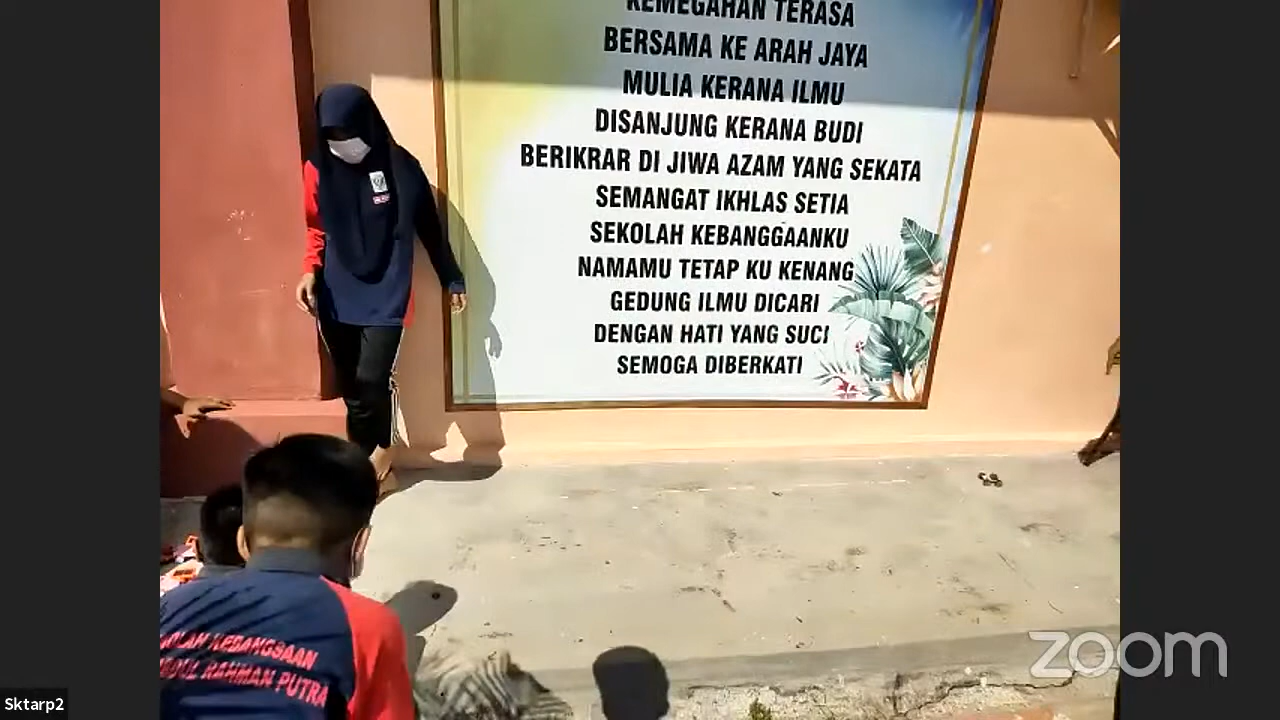 KEMEGAHAN TERASA
BERSAMA KE ARAH JAYA
MULIA KERANA ILMU
DISANJUNG KERANA BUDI
BERIKRAR DI JIWA AZAM YANG SEKATA
SEMANGAT IKHLAS SETIA
SEKOLAH KEBANGGAANKU
NAMAMU TETAP KU KENANG
GEDUNG ILMU DICARI
DENGAN HATI YANG SUCI
SEMOGA DIBERKATI
KEBANGSAAN
RAHMAN PUTRA
zoom
Sktarp2